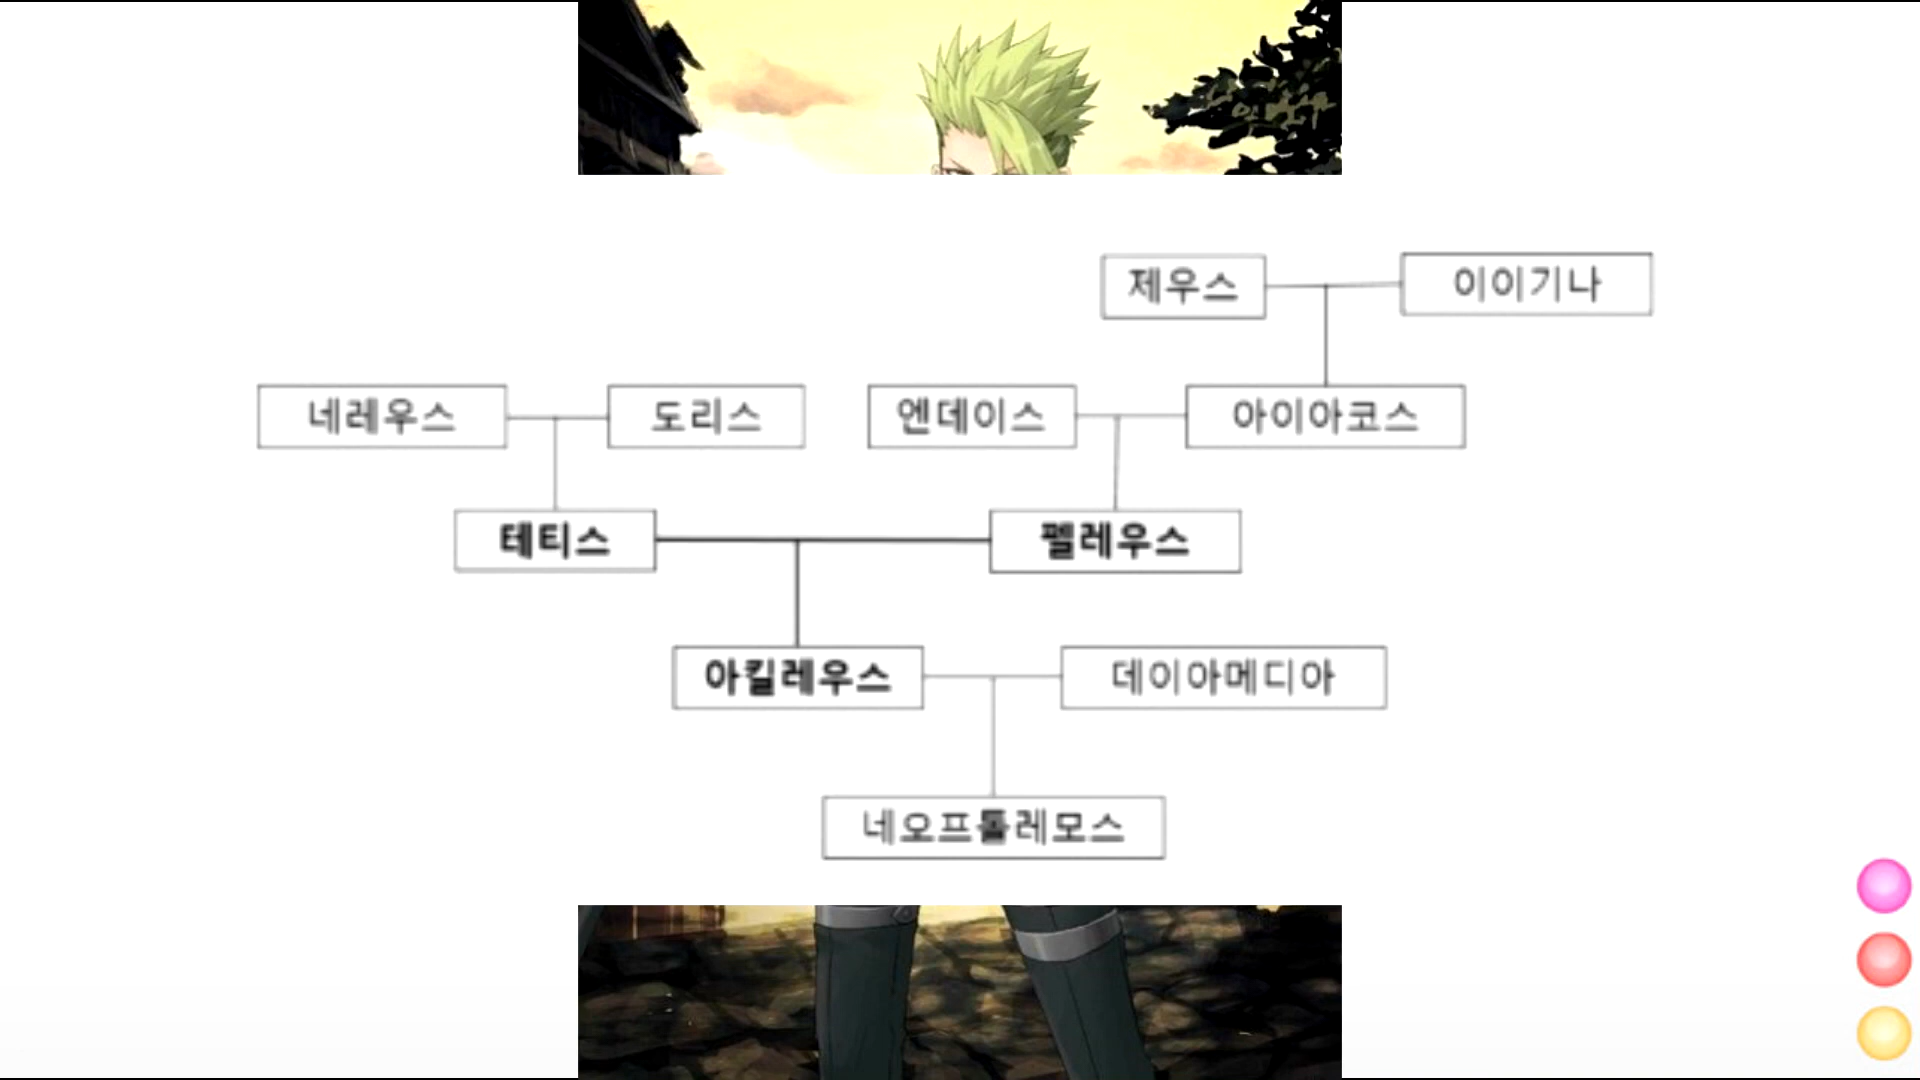 제우스 이이기나
네레우스 도리스 엔데이스 아이아코스
테티스 펠레우스
아킬레우스 데이아메디아
네오프톨레모스